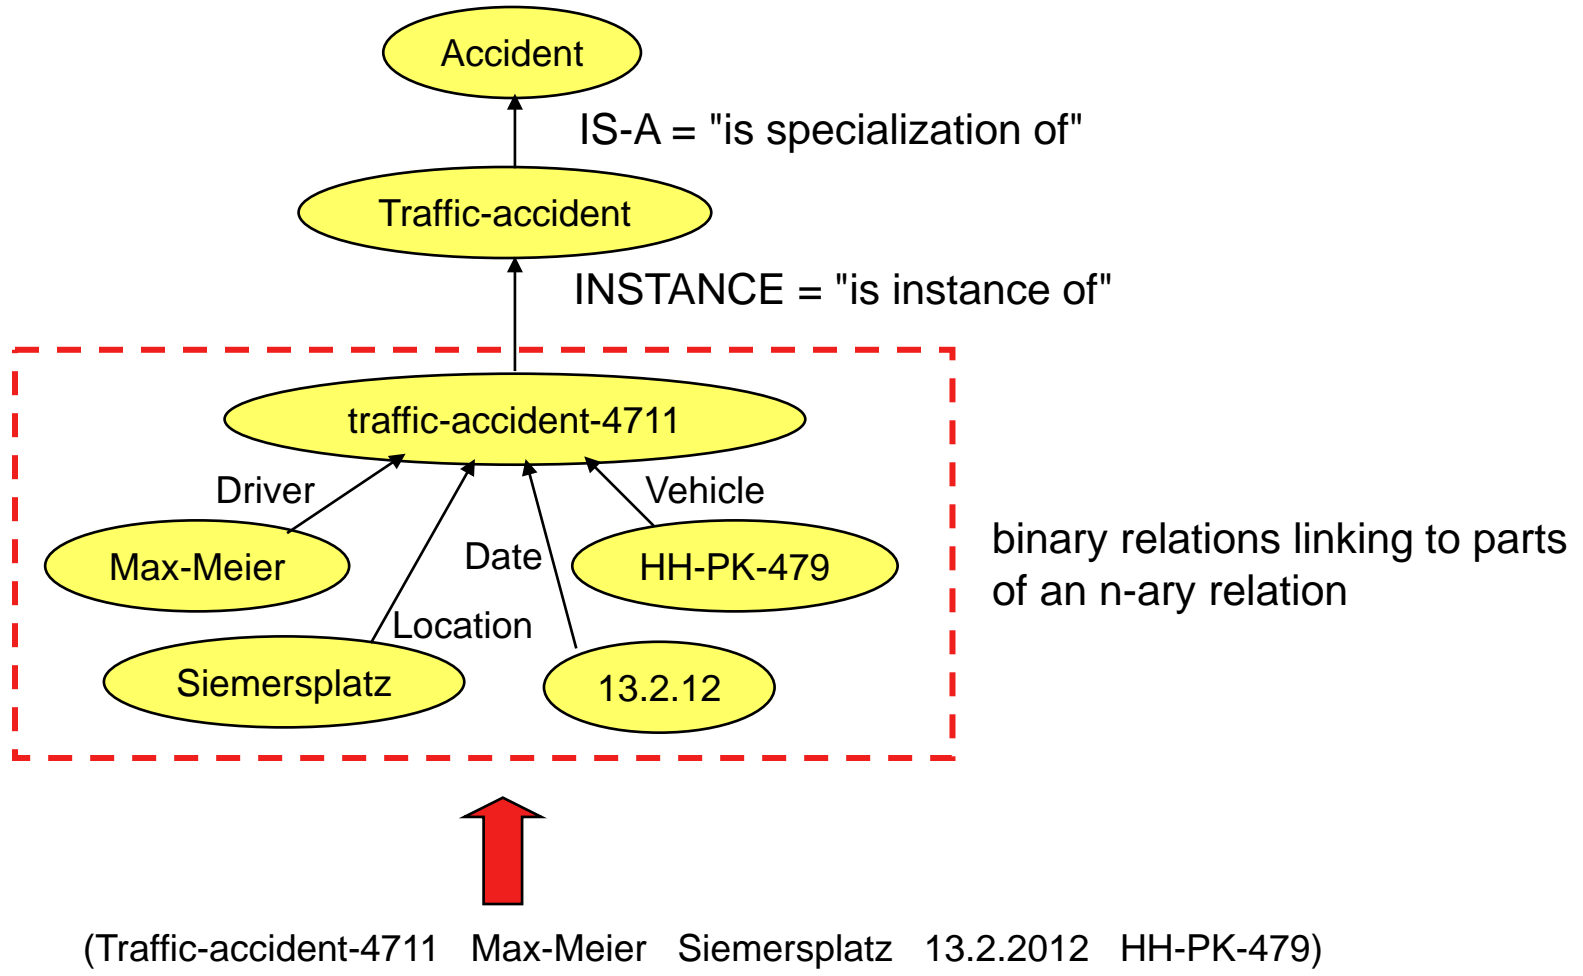 Accident
IS-A = "is specialization of"
Traffic-accident
INSTANCE = "is instance of"
traffic-accident-4711
Driver
Vehicle
Max-Meier
Date
HH-PK-479
binary relations linking to parts
of an n-ary relation
Location
Siemersplatz
13.2.12
(Traffic-accident-4711 Max-Meier Siemersplatz 13.2.2012 HH-PK-479)